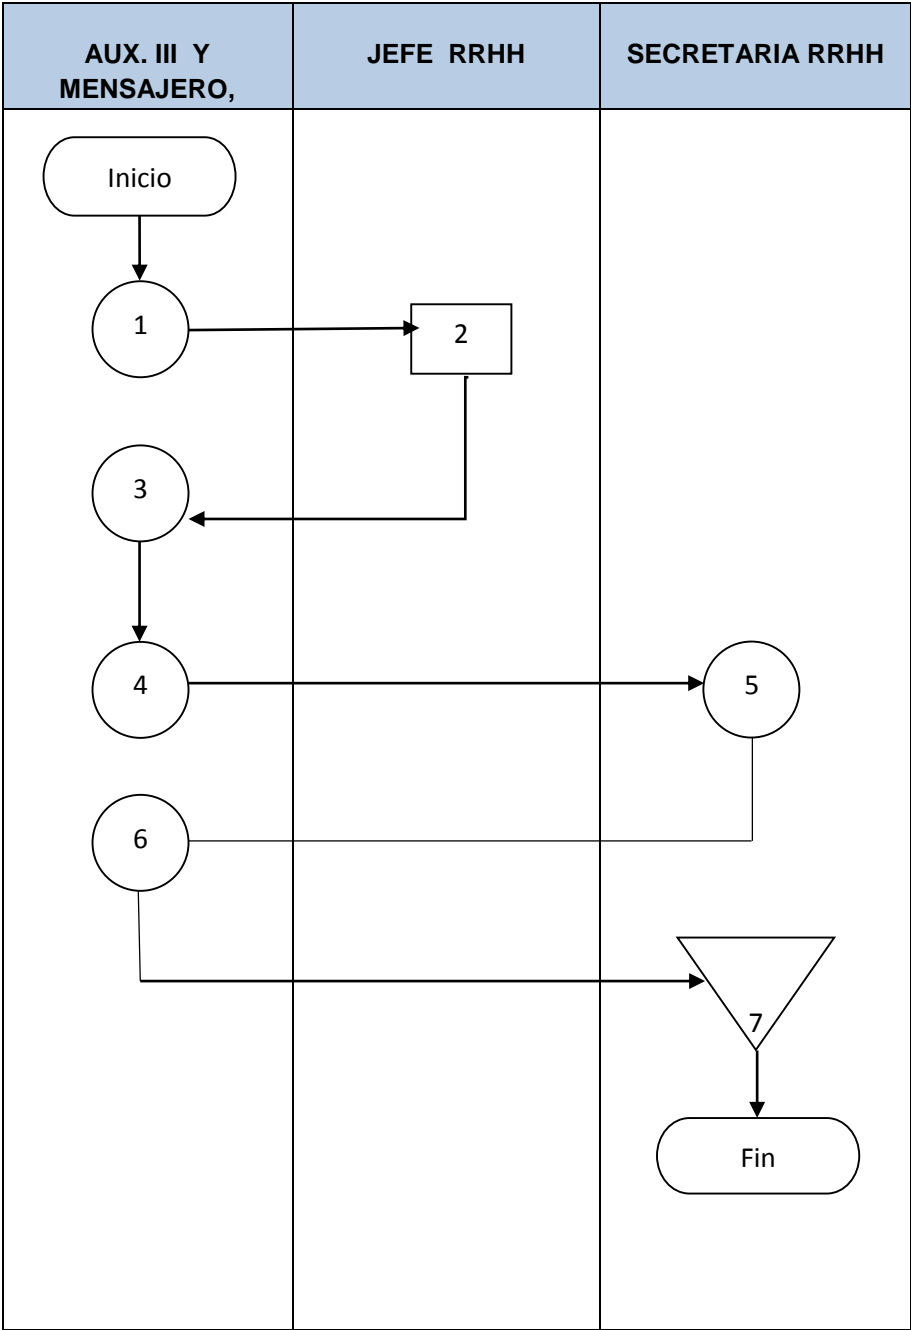 AUX. III Y
MENSAJERO,
JEFE RRHH
SECRETARIA RRHH
Inicio
1
2
3
4
5
6
7
Fin